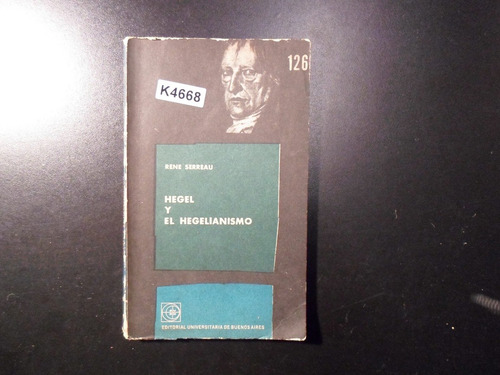 126
K4668
RENE SERREAU
HEGEL
Y
EL HEGELIANISMO
EDITORIAL UNIVERSITARIA DE BUENOS AIRES